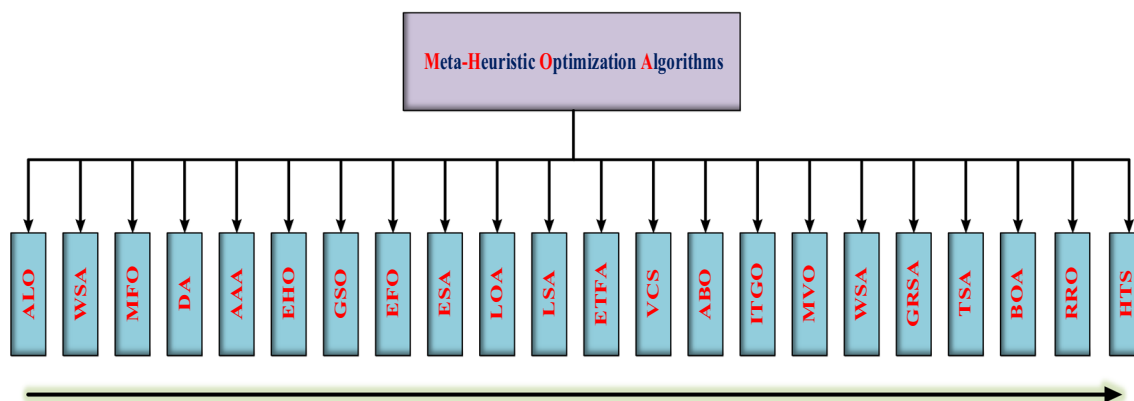 Meta-Heuristic Optimization Algorithms
ALO
WSA
MFO
DA
AAA
EHO
GSO
EFO
ESA
LOA
LSA
ETFA
VCS
ABO
ITGO
MVO
WSA
GRSA
TSA
BOA
RRO
HTS